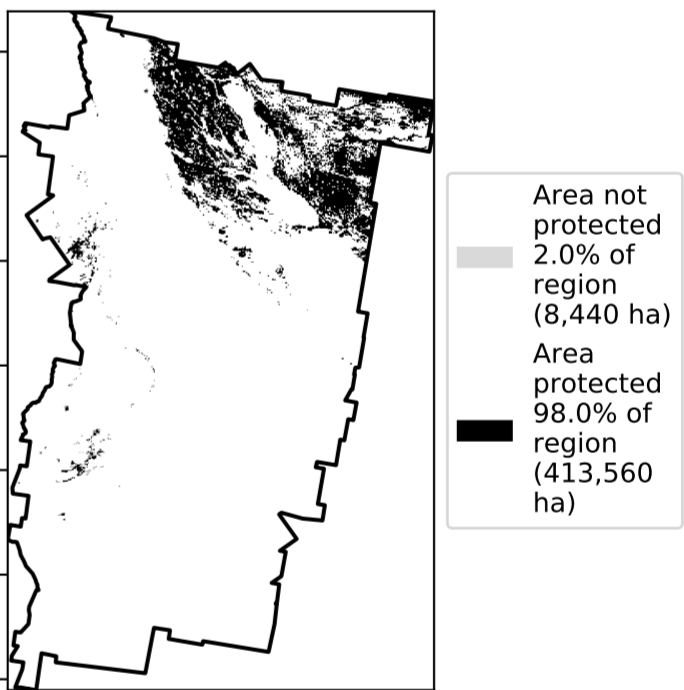 Area not
protected
2.0% of
region
(8,440 ha)
Area
protected
98.0% of
region
(413,560
ha)